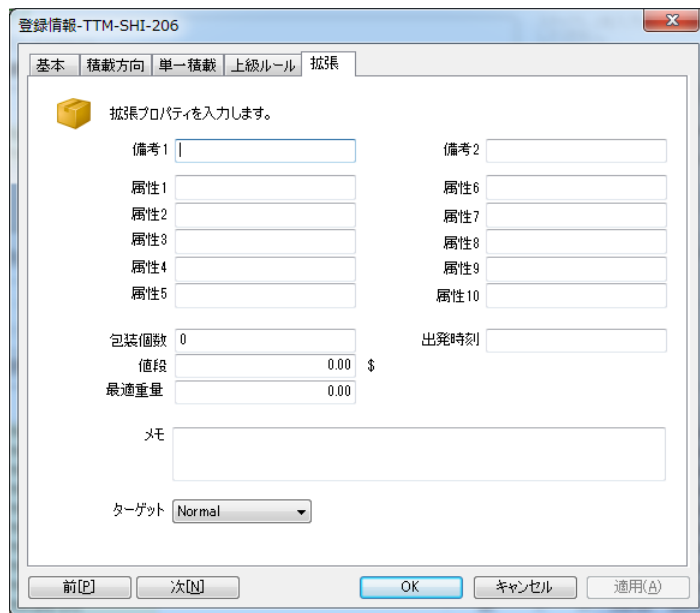 登録情報-TTM-SHI-206
基本 積載方向 単一積載 上級ルール 拡張
拡張プロパティを入力します。
備考1 備考2
属性1 属性6
属性2 属性7
属性3 属性8
属性4 属性9
属性5 属性10
包装個数 0 出発時刻
値段 0.00 $
最適重量 0.00
メモ
ターゲット Normal
前[P] 次[N] OK キャンセル 適用(A)